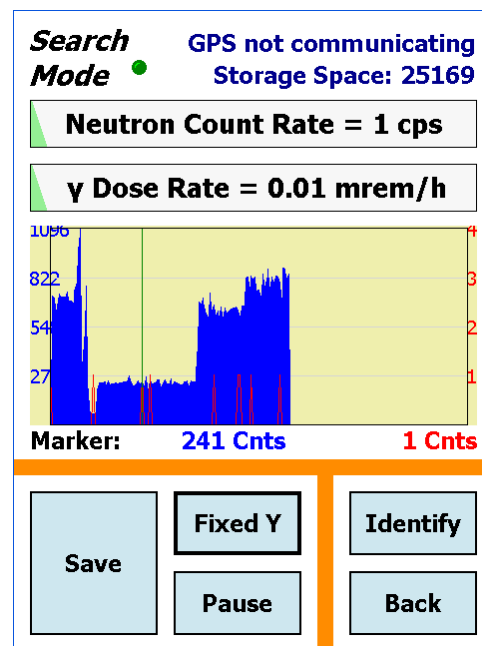 Search Mode
GPS not communicating
Storage Space: 25169
Neutron Count Rate = 1 cps
γ Dose Rate = 0.01 mrem/h
1096
4
822
3
54
2
27
1
Marker: 241 Cnts 1 Cnts
Save
Fixed Y
Identify
Pause
Back